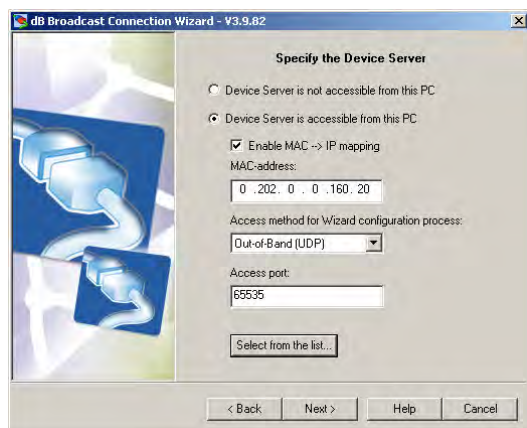 dB Broadcast Connection Wizard - V3.9.82
Specify the Device Server
Device Server is not accessible from this PC
Device Server is accessible from this PC
Enable MAC --> IP mapping
MAC-address:
0 .202. 0 . 0 .160. 20
Access method for Wizard configuration process:
Out-of-Band (UDP)
Access port:
65535
Select from the list...
< Back Next > Help Cancel